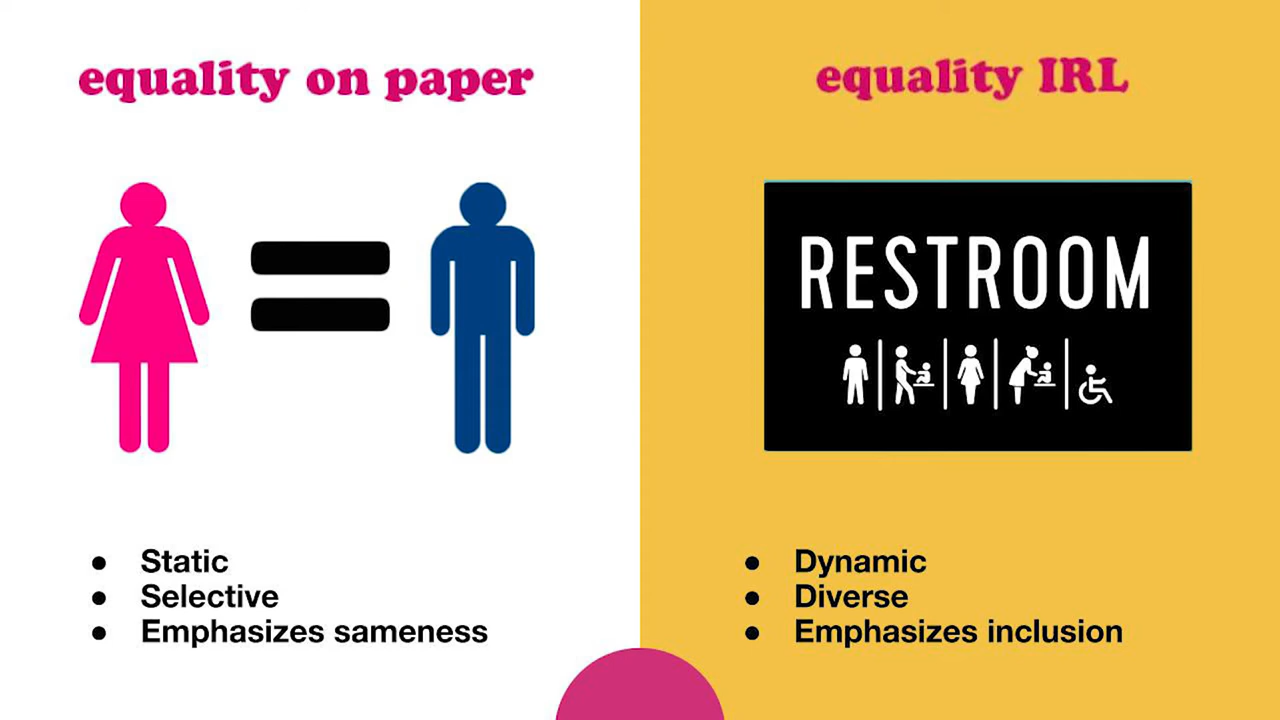 equality on paper
Static
Selective
Emphasizes sameness
equality IRL
RESTROOM
Dynamic
Diverse
Emphasizes inclusion